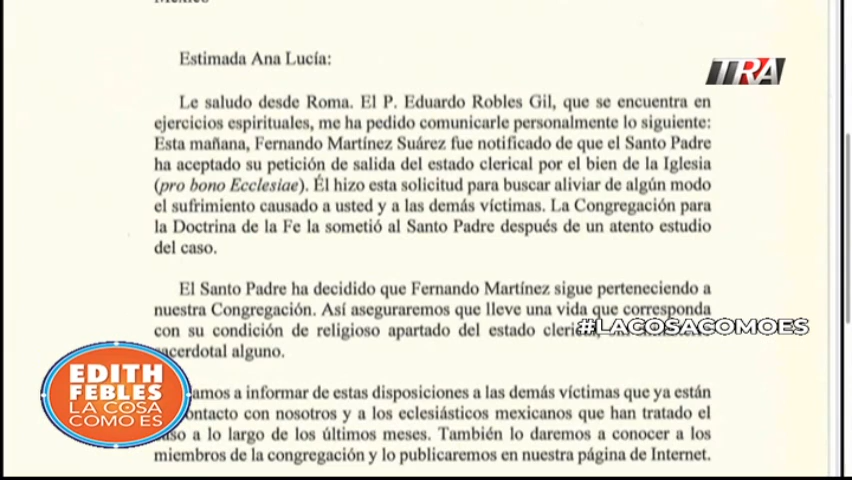 Estimada Ana Lucía:
Le saludo desde Roma. El P. Eduardo Robles Gil, que se encuentra en
ejercicios espirituales, me ha pedido comunicarle personalmente lo siguiente:
Esta mañana, Fernando Martínez Suárez fue notificado de que el Santo Padre
ha aceptado su petición de salida del estado clerical por el bien de la Iglesia
(pro bono Ecclesiae). Él hizo esta solicitud para buscar aliviar de algún modo
el sufrimiento causado a usted y a las demás víctimas. La Congregación para
la Doctrina de la Fe la sometió al Santo Padre después de un atento estudio
del caso.
El Santo Padre ha decidido que Fernando Martínez sigue perteneciendo a
nuestra Congregación. Así aseguraremos que lleve una vida que corresponda
con su condición de religioso apartado del estado
sacerdotal alguno.
a informar de estas disposiciones a las demás víctimas que ya están
con nosotros y a los eclesiásticos mexicanos que han tratado el
a lo largo de los últimos meses. También lo daremos a conocer a los
miembros de la congregación y lo publicaremos en nuestra página de Internet.
TRA
#LACOSACOMOES
EDITH
FEBLES
LA COSA
COMO ES